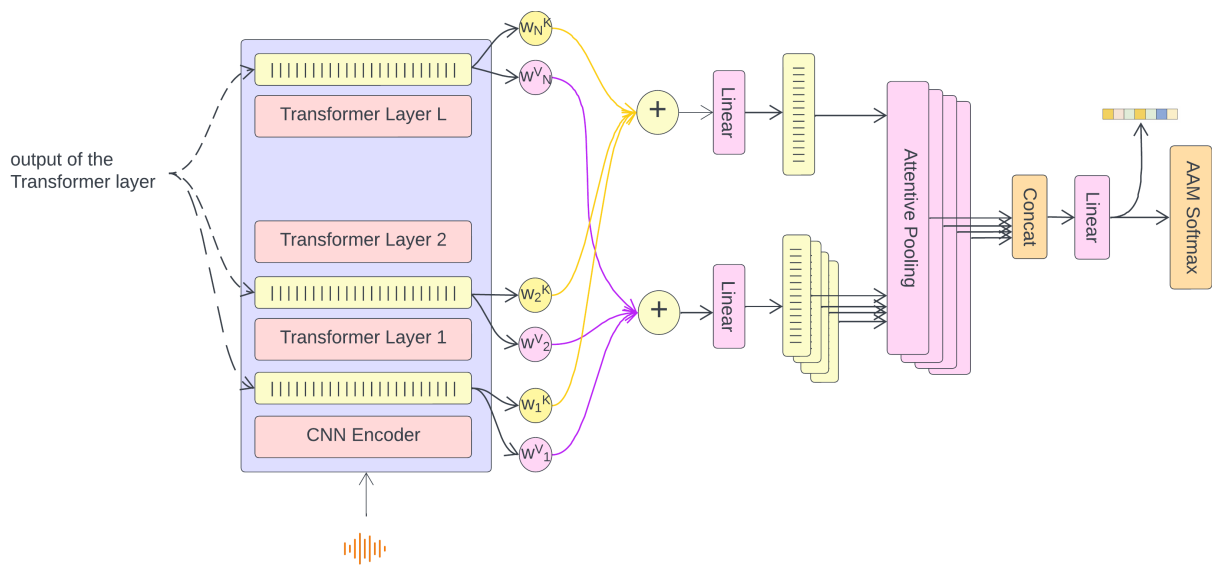 w_N^K
w^V_N
Transformer Layer L
Linear
output of the
Transformer layer
Attentive Pooling
Transformer Layer 2
Concat
Linear
AAM Softmax
w_2^K
Linear
Transformer Layer 1
w^V_2
w_1^K
CNN Encoder
w^V_1